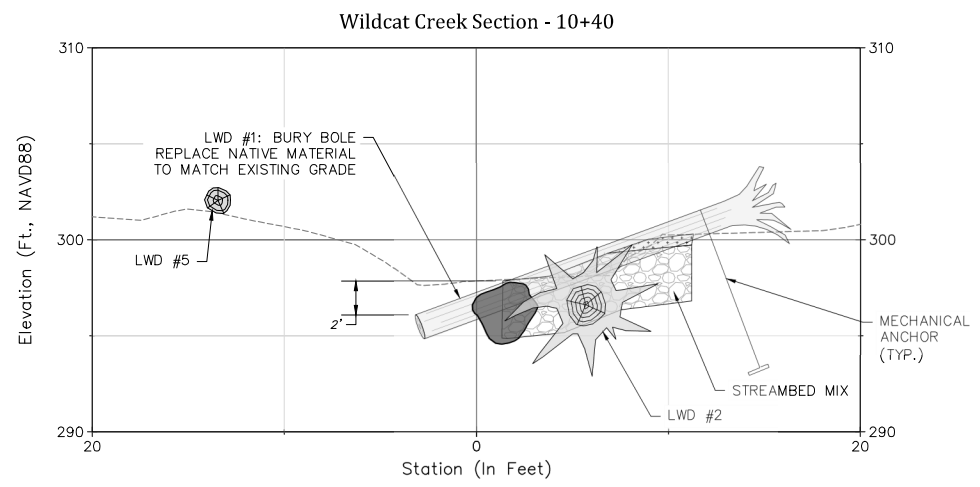 Wildcat Creek Section - 10+40
310
310
LWD #1: BURY BOLE
REPLACE NATIVE MATERIAL
TO MATCH EXISTING GRADE
300
300
LWD #5
2'
MECHANICAL
ANCHOR
(TYP.)
STREAMBED MIX
LWD #2
290
290
20
0
20
Elevation (Ft., NAVD88)
Station (In Feet)